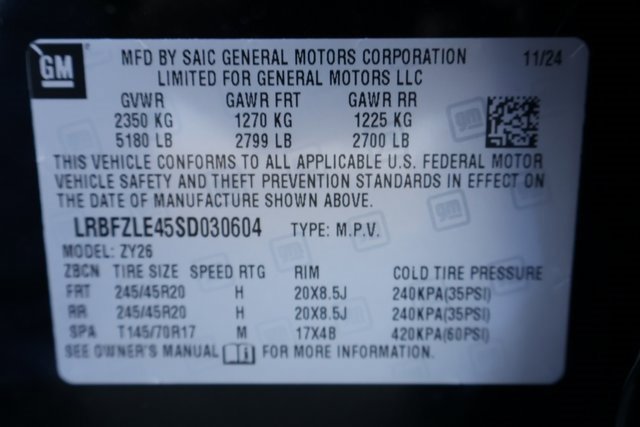 GM
MFD BY SAIC GENERAL MOTORS CORPORATION 11/24
LIMITED FOR GENERAL MOTORS LLC
GVWR GAWR FRT GAWR RR
2350 KG 1270 KG 1225 KG
5180 LB 2799 LB 2700 LB
THIS VEHICLE CONFORMS TO ALL APPLICABLE U.S. FEDERAL MOTOR
VEHICLE SAFETY AND THEFT PREVENTION STANDARDS IN EFFECT ON
THE DATE OF MANUFACTURE SHOWN ABOVE.
LRBFZLE45SD030604 TYPE: M.P.V.
MODEL: ZY26
ZBCN TIRE SIZE SPEED RTG RIM COLD TIRE PRESSURE
FRT 245/45R20 H 20X8.5J 240KPA(35PSI)
RR 245/45R20 H 20X8.5J 240KPA(35PSI)
SPA T145/70R17 M 17X4B 420KPA(60PSI)
SEE OWNER'S MANUAL FOR MORE INFORMATION.